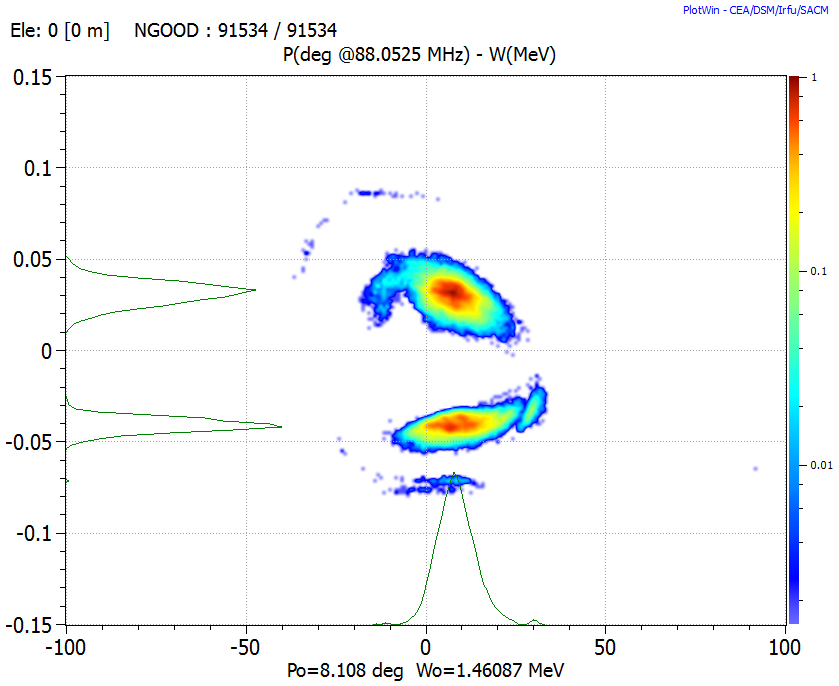 PlotWin - CEA/DSM/Irfu/SACM
Ele: 0 [0 m] NGOOD : 91534 / 91534
P(deg @88.0525 MHz) - W(MeV)
0.15
0.1
0.05
0
-0.05
-0.1
-0.15
-100 -50 0 50 100
1
0.1
0.01
Po=8.108 deg Wo=1.46087 MeV